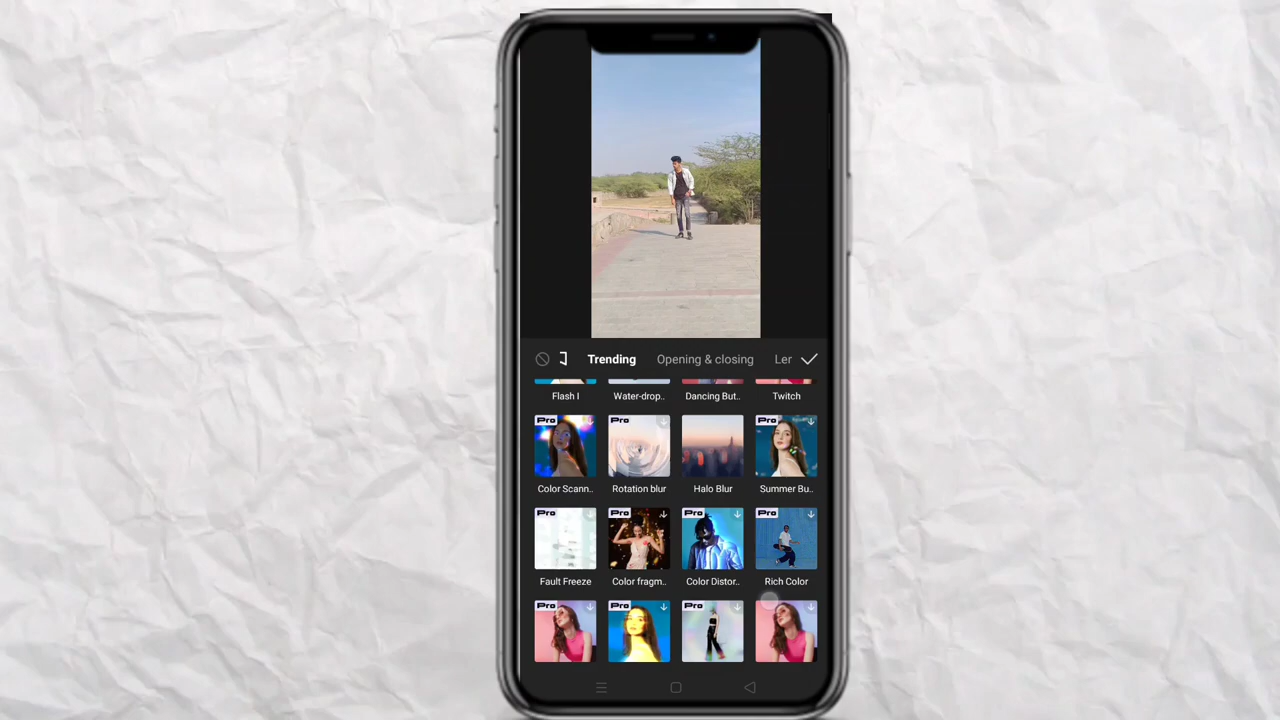 Trending Opening & closing Ler
Flash I Water-drop.. Dancing But.. Twitch
Pro Pro Pro
Color Scann.. Rotation blur Halo Blur Summer Bu..
Pro Pro Pro Pro
Fault Freeze Color fragm.. Color Distor.. Rich Color
Pro Pro Pro